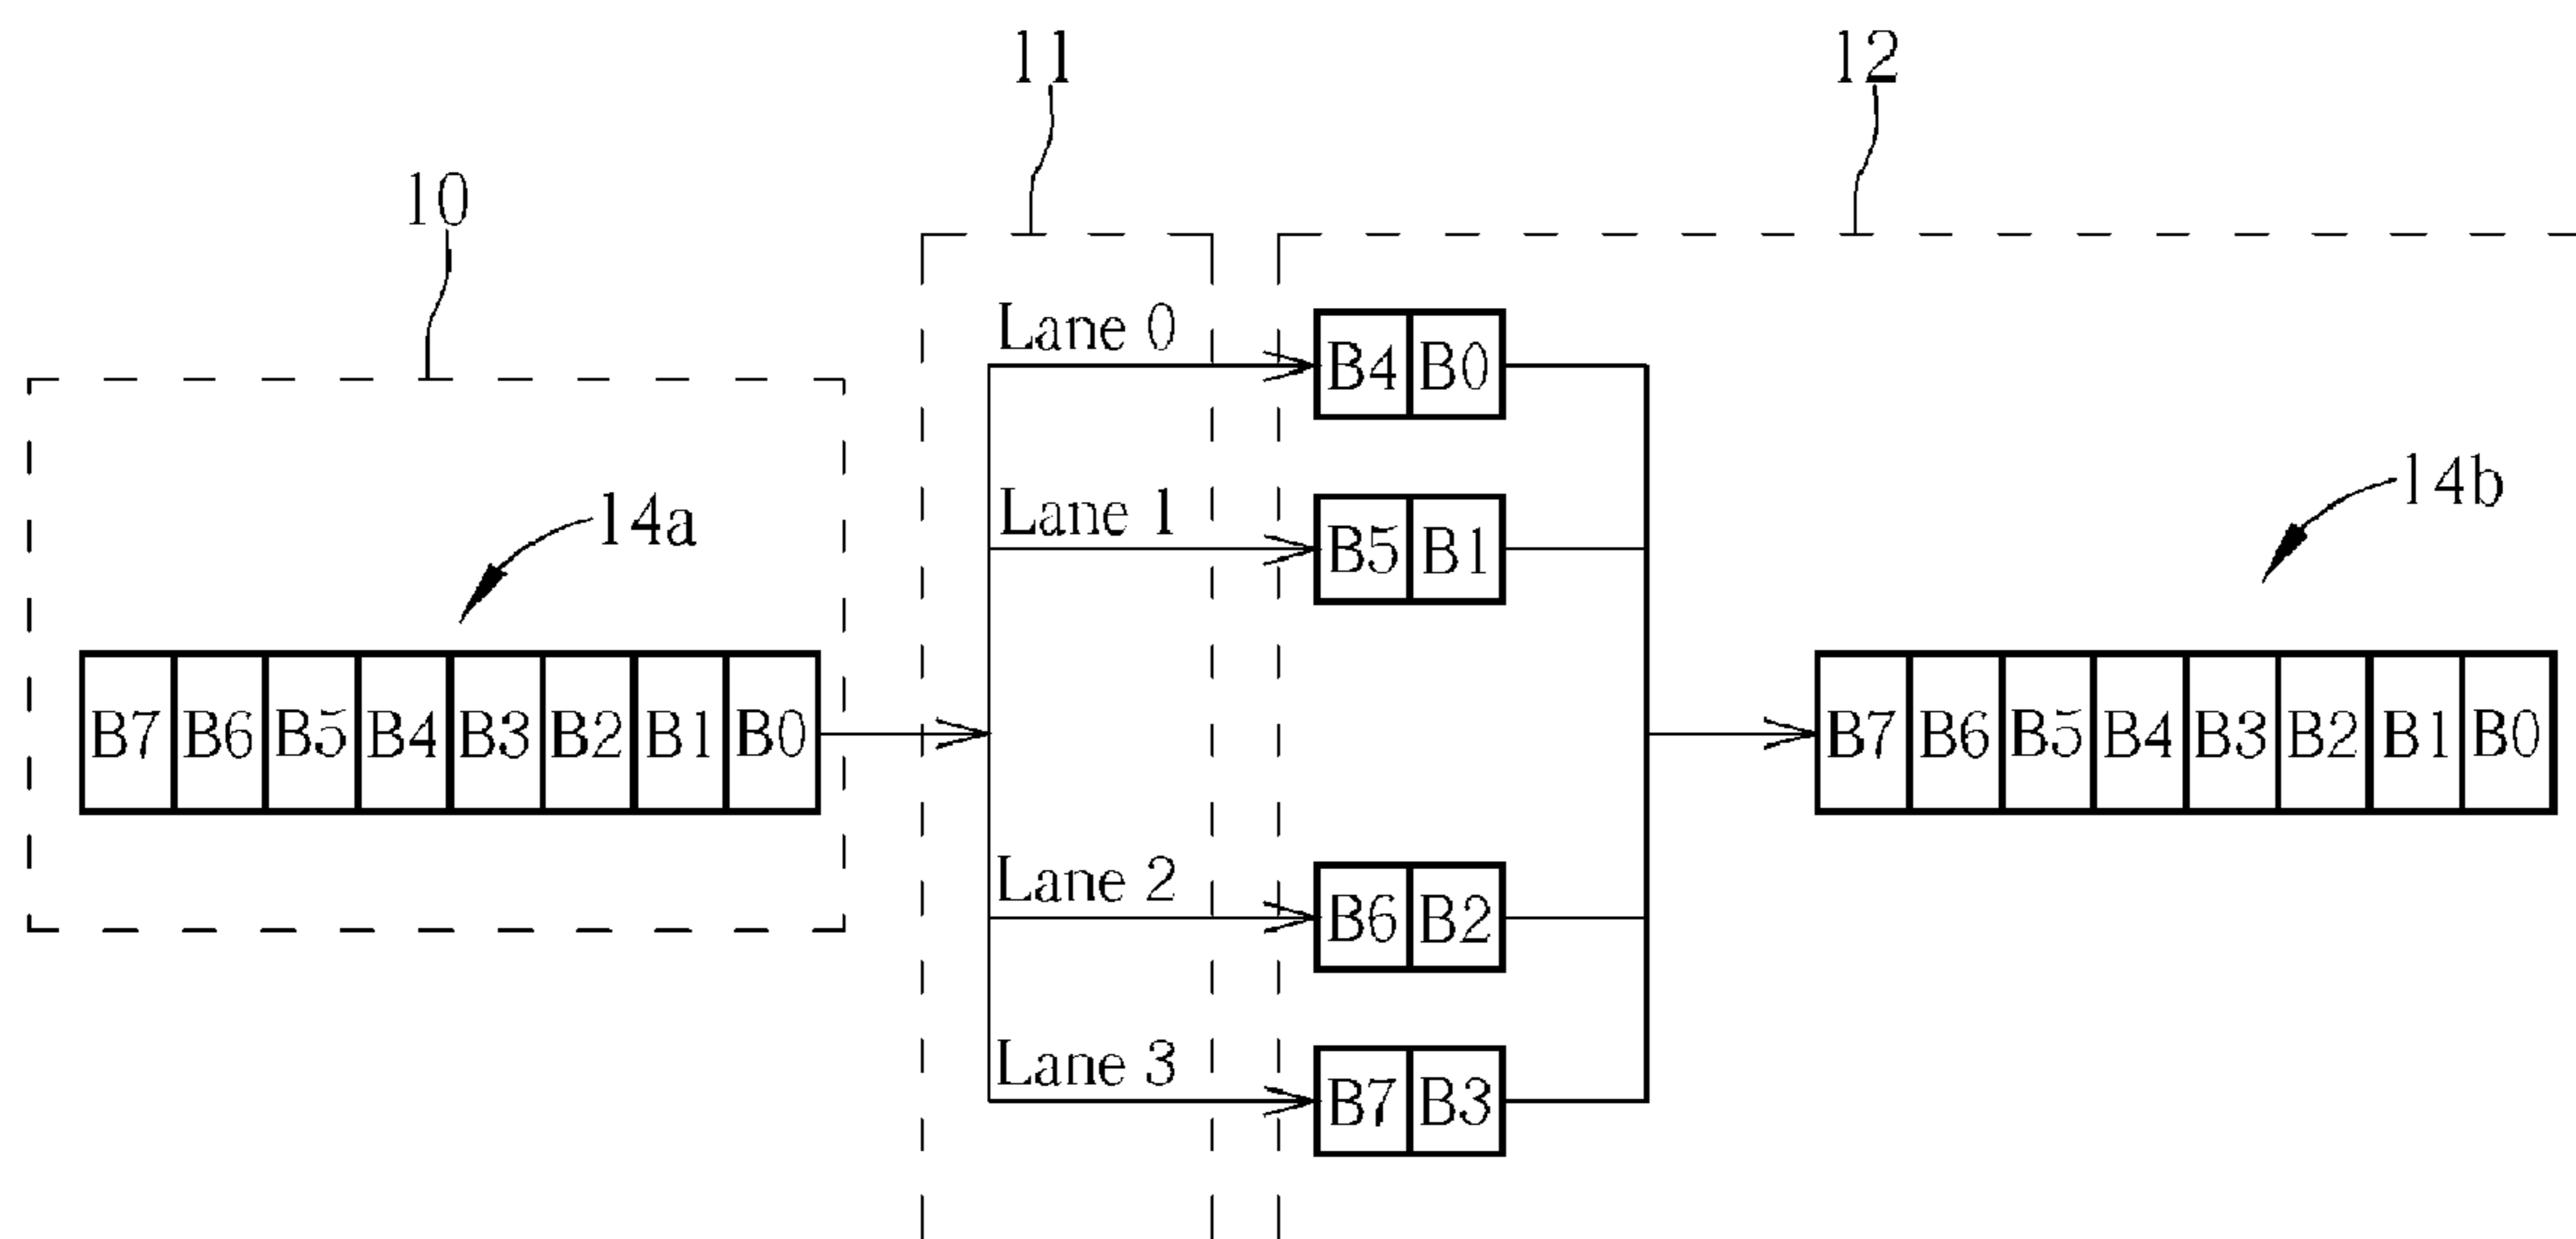 11
12
10
Lane 0
B4 B0
14b
Lane 1
14a
B5 B1
B7 B6 B5 B4 B3 B2 B1 B0
B7 B6 B5 B4 B3 B2 B1 B0
Lane 2
B6 B2
Lane 3
B7 B3